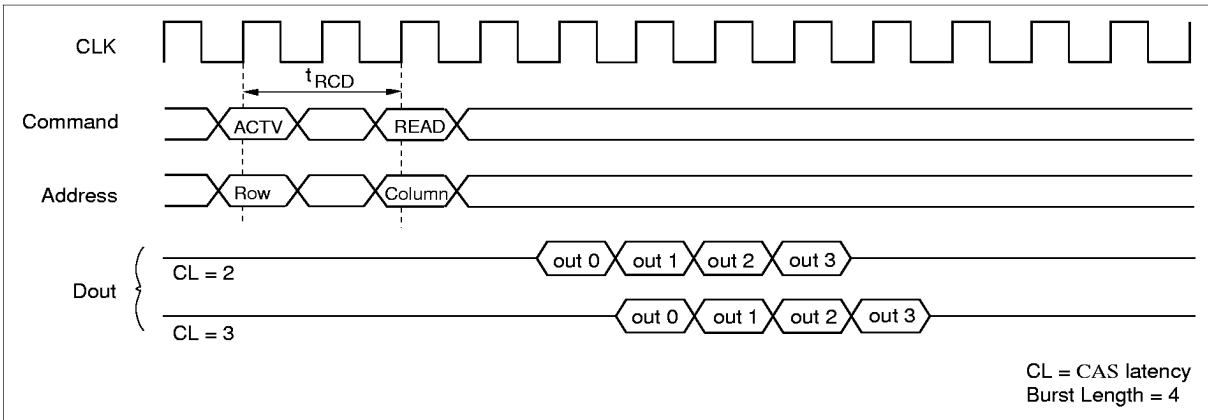 CLK
tRCD
Command ACTV READ
Address Row Column
Dout
CL = 2 out 0 out 1 out 2 out 3
CL = 3 out 0 out 1 out 2 out 3
CL = CAS latency
Burst Length = 4